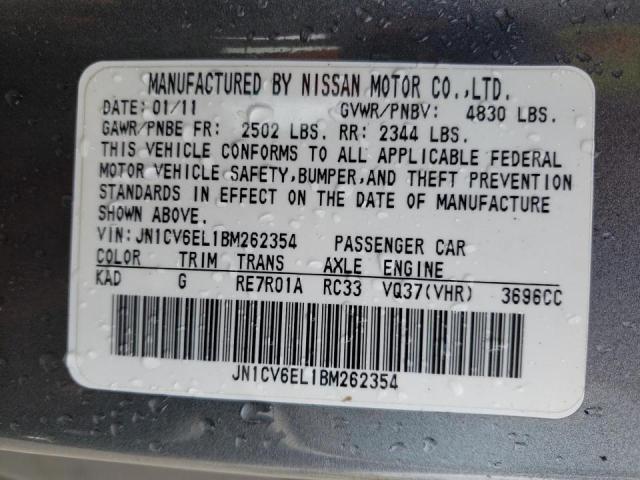 MANUFACTURED BY NISSAN MOTOR CO.,LTD.
DATE: 01/11 GVWR/PNBV: 4830 LBS.
GAWR/PNBE FR: 2502 LBS. RR: 2344 LBS.
THIS VEHICLE CONFORMS TO ALL APPLICABLE FEDERAL
MOTOR VEHICLE SAFETY,BUMPER,AND THEFT PREVENTION
STANDARDS IN EFFECT ON THE DATE OF MANUFACTURE
SHOWN ABOVE.
VIN:JN1CV6EL1BM262354 PASSENGER CAR
COLOR TRIM TRANS AXLE ENGINE
KAD G RE7R01A RC33 VQ37(VHR) 3696CC
JN1CV6EL1BM262354